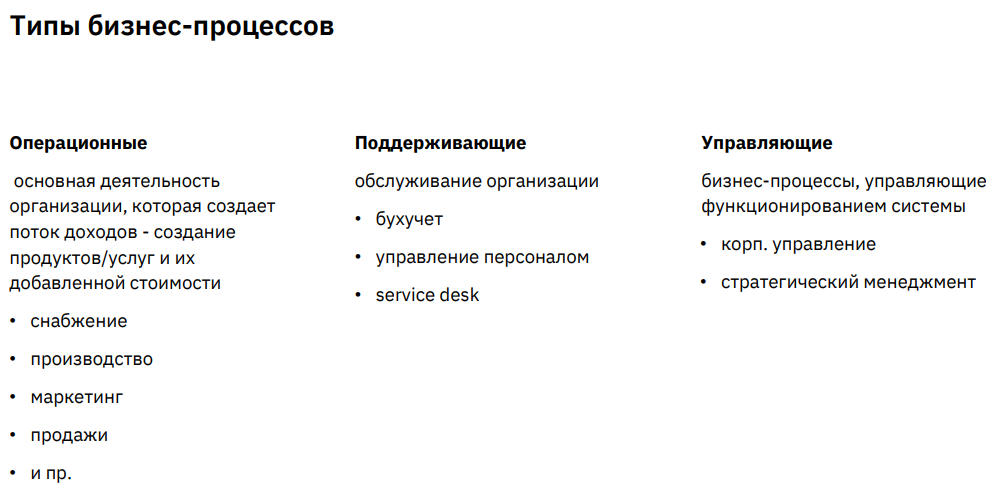 Типы бизнес-процессов
Операционные
основная деятельность
организации, которая создает
поток доходов - создание
продуктов/услуг и их
добавленной стоимости
• снабжение
• производство
• маркетинг
• продажи
• и пр.
Поддерживающие
обслуживание организации
• бухучет
• управление персоналом
• service desk
Управляющие
бизнес-процессы, управляющие
функционированием системы
• корп. управление
• стратегический менеджмент